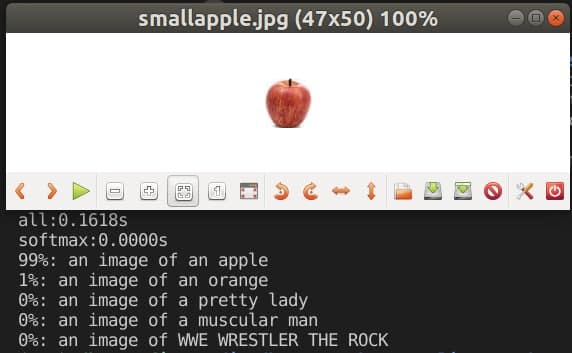 smallapple.jpg (47x50) 100%
all:0.1618s
softmax:0.0000s
99%: an image of an apple
1%: an image of an orange
0%: an image of a pretty lady
0%: an image of a muscular man
0%: an image of WWE WRESTLER THE ROCK